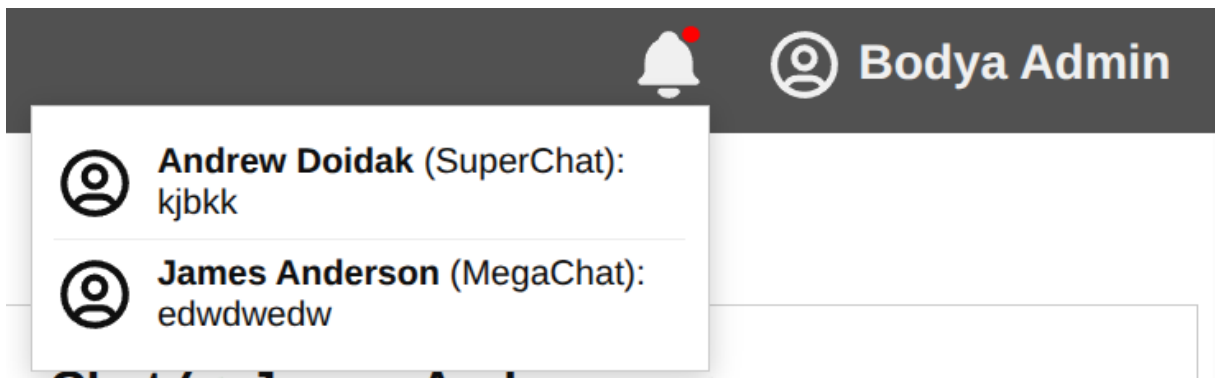 Bodya Admin
Andrew Doidak (SuperChat):
kjbkk
James Anderson (MegaChat):
edwdwedw